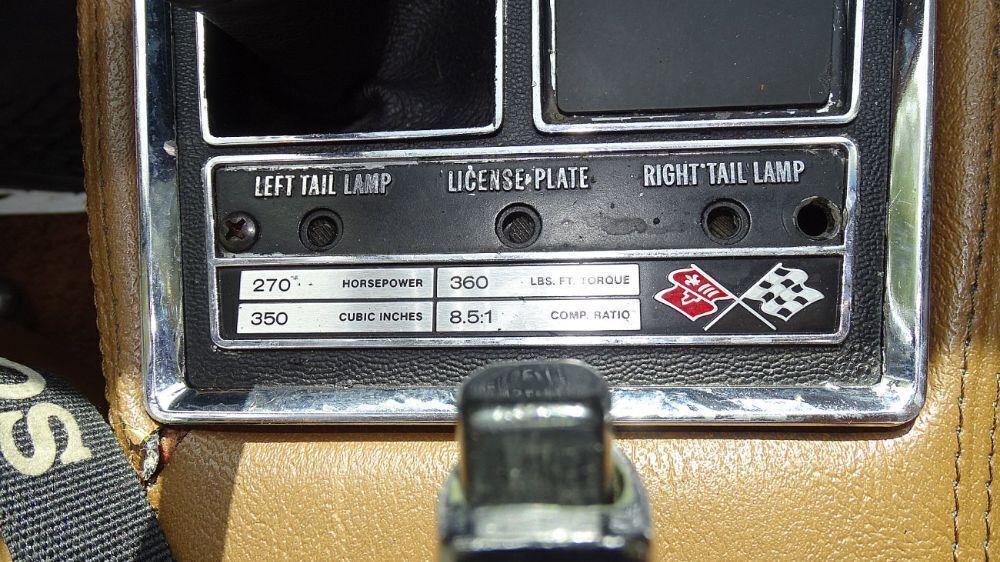 LEFT TAIL LAMP LICENSE PLATE RIGHT TAIL LAMP
270 HORSEPOWER 360 LBS. FT. TORQUE
350 CUBIC INCHES 8.5:1 COMP. RATIO